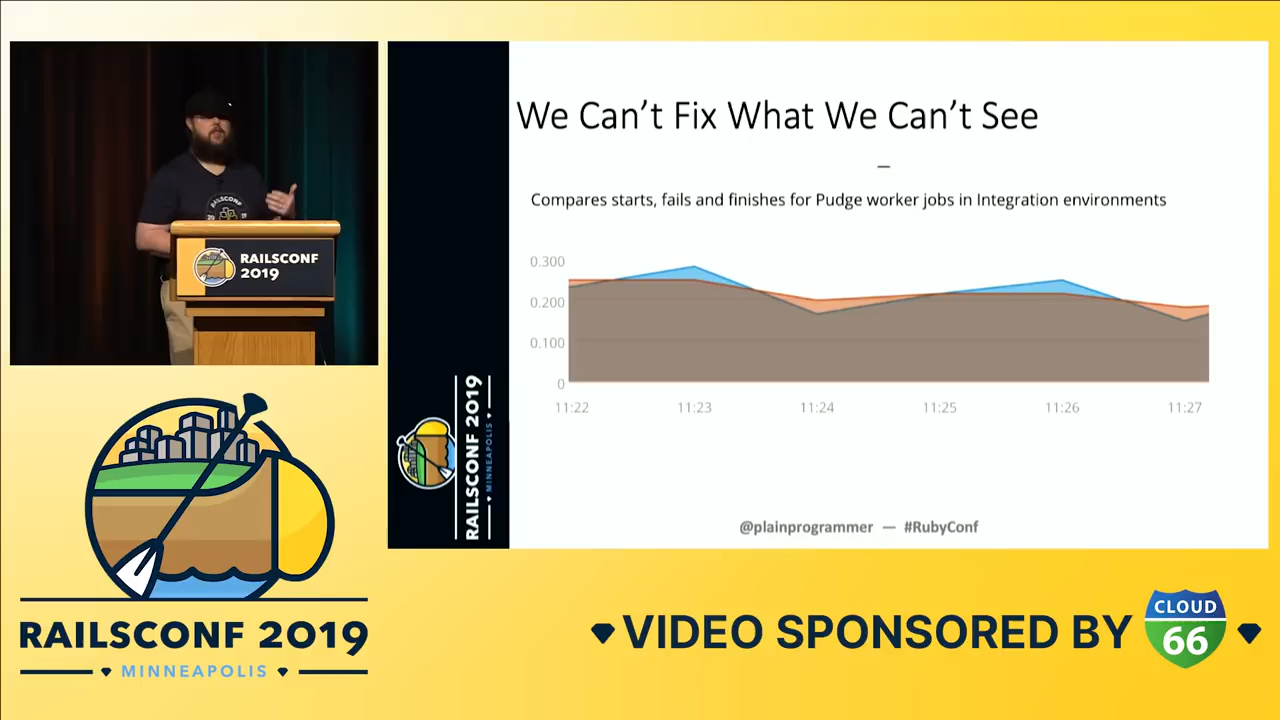 We Can't Fix What We Can't See
—
Compares starts, fails and finishes for Pudge worker jobs in Integration environments
0.300
0.200
0.100
0
11:22
11:23
11:24
11:25
11:26
11:27
@plainprogrammer — #RubyConf
RAILSCONF 2019
MINNEAPOLIS
RAILSCONF
2019
RAILSCONF
RAILSCONF 2019
MINNEAPOLIS
VIDEO SPONSORED BY
CLOUD
66